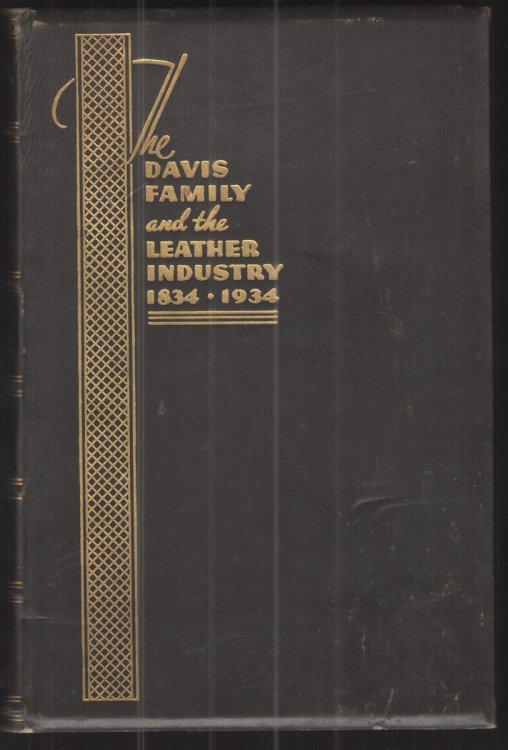 The
DAVIS
FAMILY
and the
LEATHER
INDUSTRY
1834 · 1934